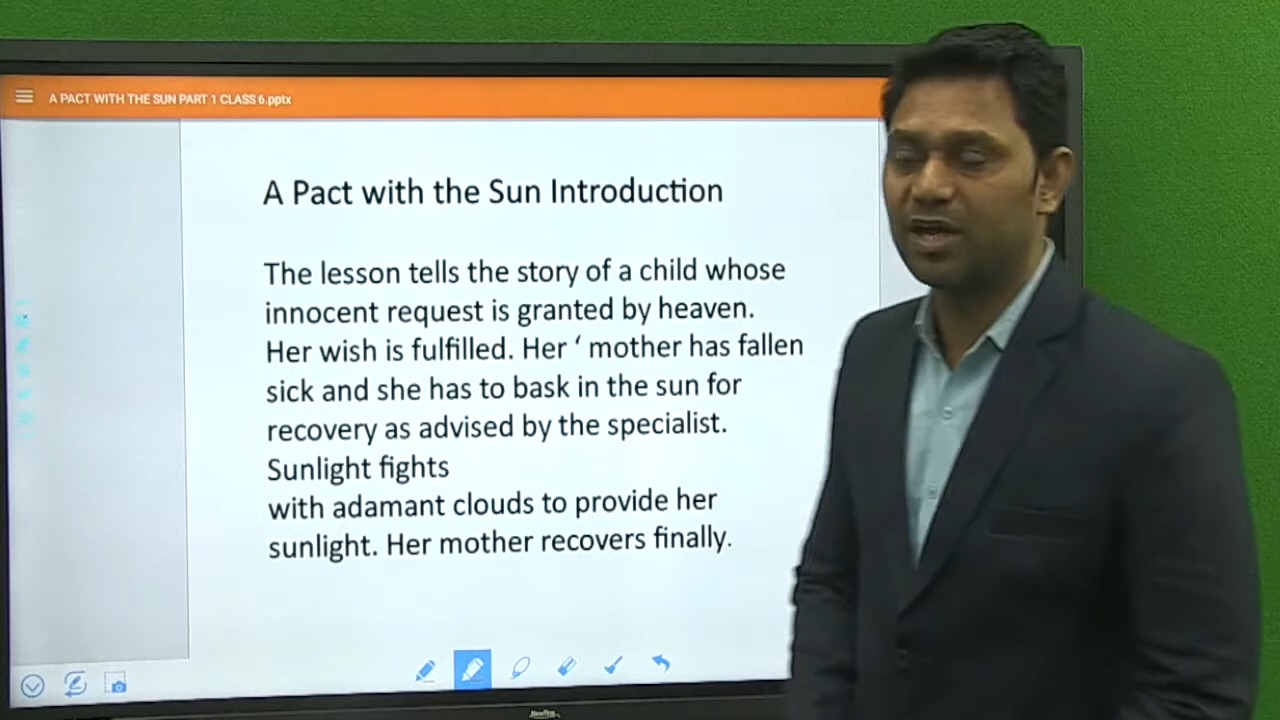 A PACT WITH THE SUN PART 1 CLASS 6.pptx
A Pact with the Sun Introduction
The lesson tells the story of a child whose
innocent request is granted by heaven.
Her wish is fulfilled. Her ‘ mother has fallen
sick and she has to bask in the sun for
recovery as advised by the specialist.
Sunlight fights
with adamant clouds to provide her
sunlight. Her mother recovers finally.